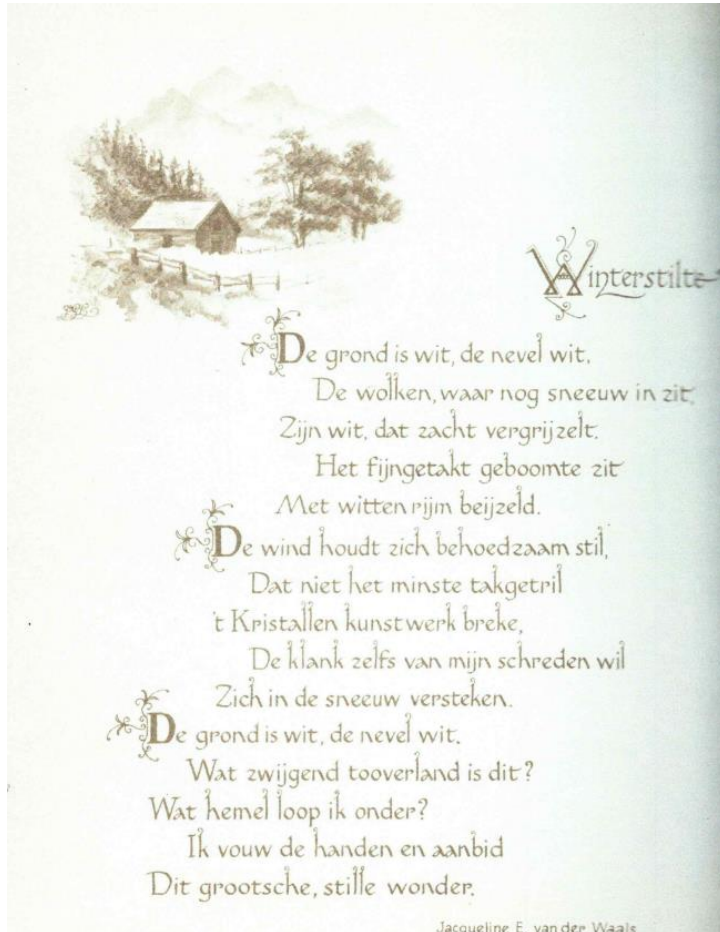 Winterstilte
De grond is wit, de nevel wit,
De wolken, waar nog sneeuw in zit,
Zijn wit, dat zacht vergrijzelt.
Het fijngetakt geboomte zit
Met witten rijm beijzeld.
De wind houdt zich behoedzaam stil,
Dat niet het minste takgetril
't Kristallen kunstwerk breke,
De klank zelfs van mijn schreden wil
Zich in de sneeuw versteken.
De grond is wit, de nevel wit,
Wat zwijgend tooverland is dit?
Wat hemel loop ik onder?
Ik vouw de handen en aanbid
Dit grootsche, stille wonder.
Jacqueline E. van der Waals